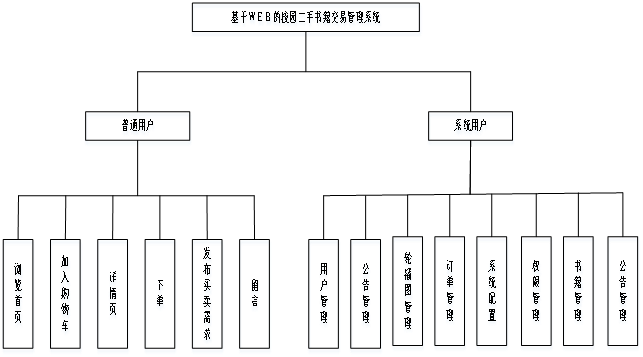 基于WEB的校园二手书籍交易管理系统
普通用户
系统用户
浏览首页
加入购物车
详情页
下单
发布买卖需求
留言
用户管理
公告管理
轮播图管理
订单管理
系统配置
权限管理
书籍管理
公告管理